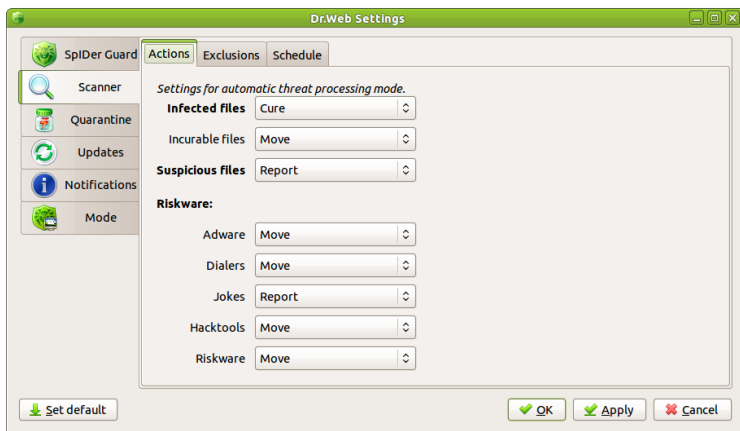 Dr.Web Settings
SpIDer Guard
Scanner
Quarantine
Updates
Notifications
Mode
Actions Exclusions Schedule
Settings for automatic threat processing mode.
Infected files Cure
Incurable files Move
Suspicious files Report
Riskware:
Adware Move
Dialers Move
Jokes Report
Hacktools Move
Riskware Move
Set default OK Apply Cancel